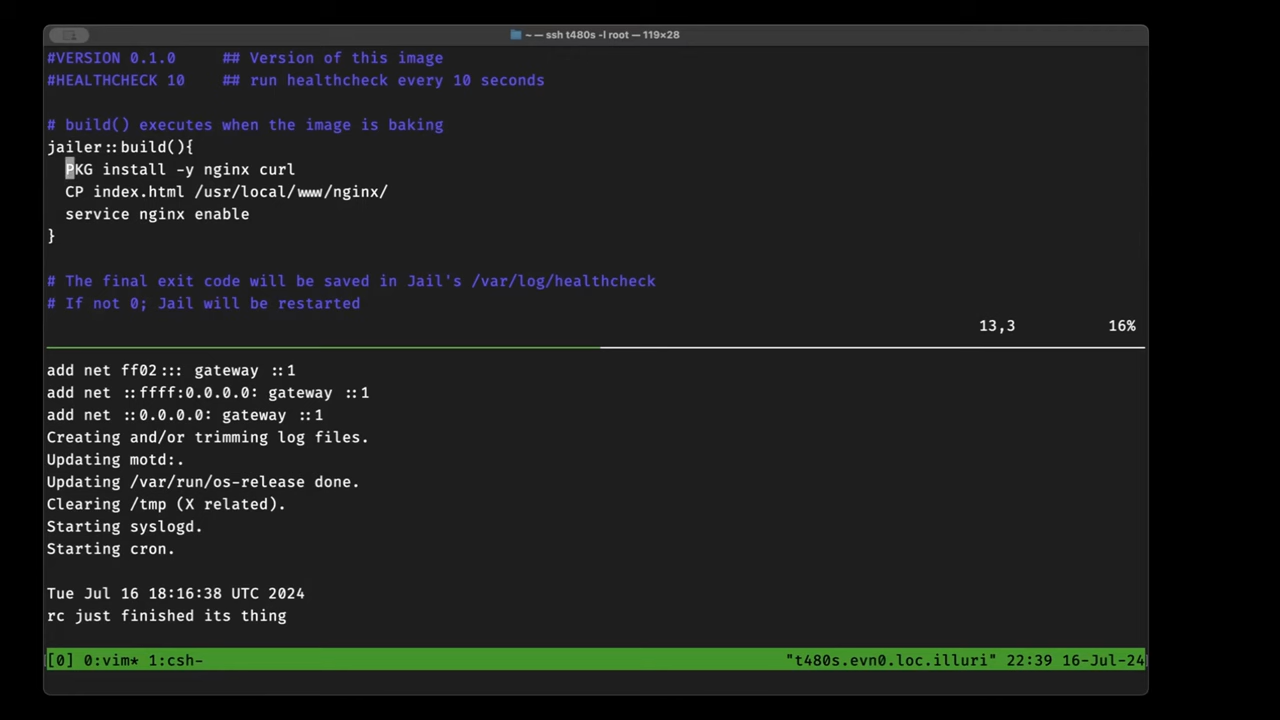 ~ — ssh t480s -l root — 119×28
#VERSION 0.1.0     ## Version of this image
#HEALTHCHECK 10    ## run healthcheck every 10 seconds
# build() executes when the image is baking
jailer::build(){
  PKG install -y nginx curl
  CP index.html /usr/local/www/nginx/
  service nginx enable
}
# The final exit code will be saved in Jail's /var/log/healthcheck
# If not 0; Jail will be restarted
13,3          16%
add net ff02::: gateway ::1
add net ::ffff:0.0.0.0: gateway ::1
add net ::0.0.0.0: gateway ::1
Creating and/or trimming log files.
Updating motd:.
Updating /var/run/os-release done.
Clearing /tmp (X related).
Starting syslogd.
Starting cron.
Tue Jul 16 18:16:38 UTC 2024
rc just finished its thing
[0] 0:vim* 1:csh-          "t480s.evn0.loc.illuri" 22:39 16-Jul-24